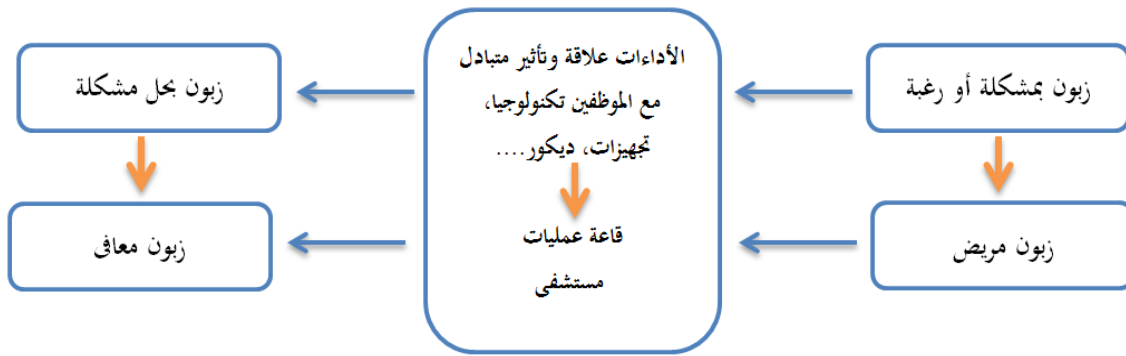 زبون بمشكلة أو رغبة
الأداءات علاقة وتأثير متبادل
مع الموظفين تكنولوجيا،
تجهيزات، ديكور....
زبون بحل مشكلة
زبون مريض
قاعة عمليات
مستشفى
زبون معافى